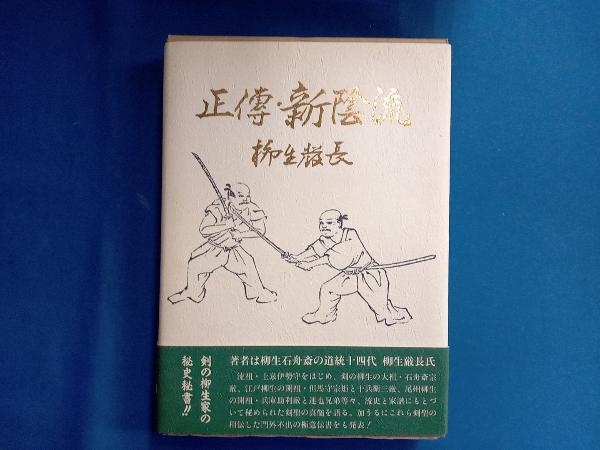 正傳・新陰流
柳生厳長
剣の柳生家の
秘史秘書!!
著者は柳生石舟斎の道統十四代 柳生厳長氏
流祖・上泉伊勢守をはじめ、剣の柳生の大祖・石舟斎宗
厳、江戸柳生の開祖・但馬守宗矩と十兵衛三厳、尾州柳生
の開祖・兵庫助利厳と連也兄弟等々、流史と家譜にもとづ
いて秘められた剣聖の真髄を語る。加うるにこれら剣聖の
相伝した門外不出の極意伝書をも発表!